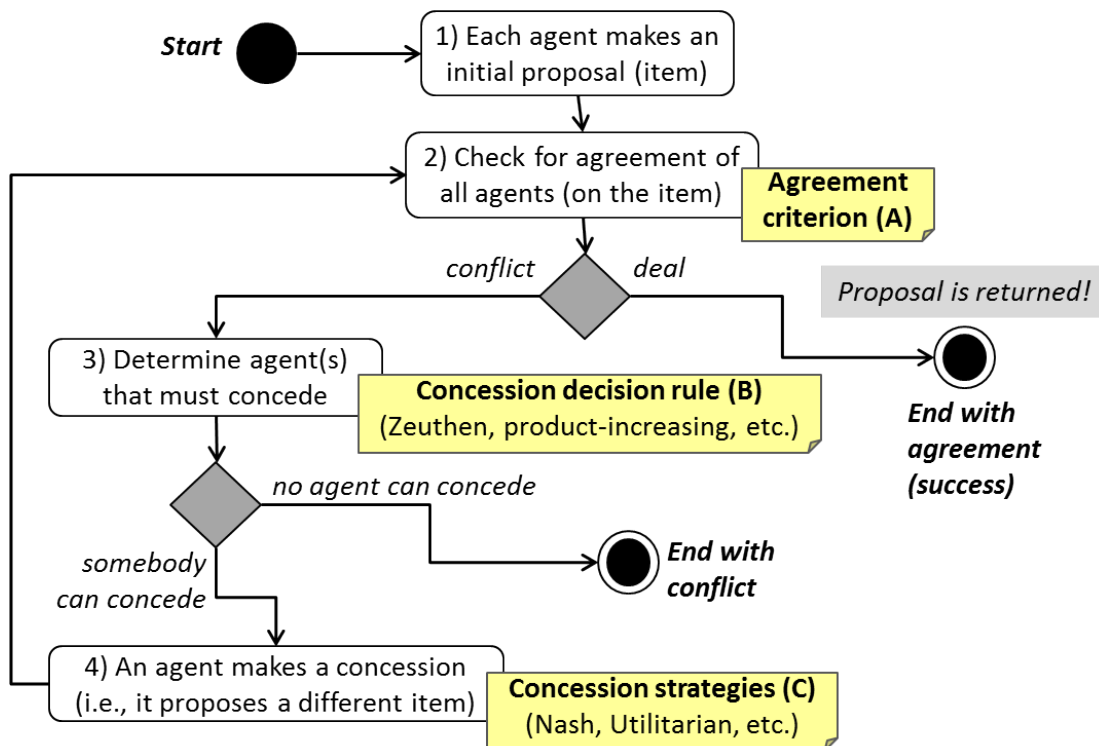 Start
1) Each agent makes an
initial proposal (item)
2) Check for agreement of
all agents (on the item)
Agreement
criterion (A)
conflict
deal
Proposal is returned!
3) Determine agent(s)
that must concede
Concession decision rule (B)
(Zeuthen, product-increasing, etc.)
End with
agreement
(success)
no agent can concede
somebody
can concede
End with
conflict
4) An agent makes a concession
(i.e., it proposes a different item)
Concession strategies (C)
(Nash, Utilitarian, etc.)